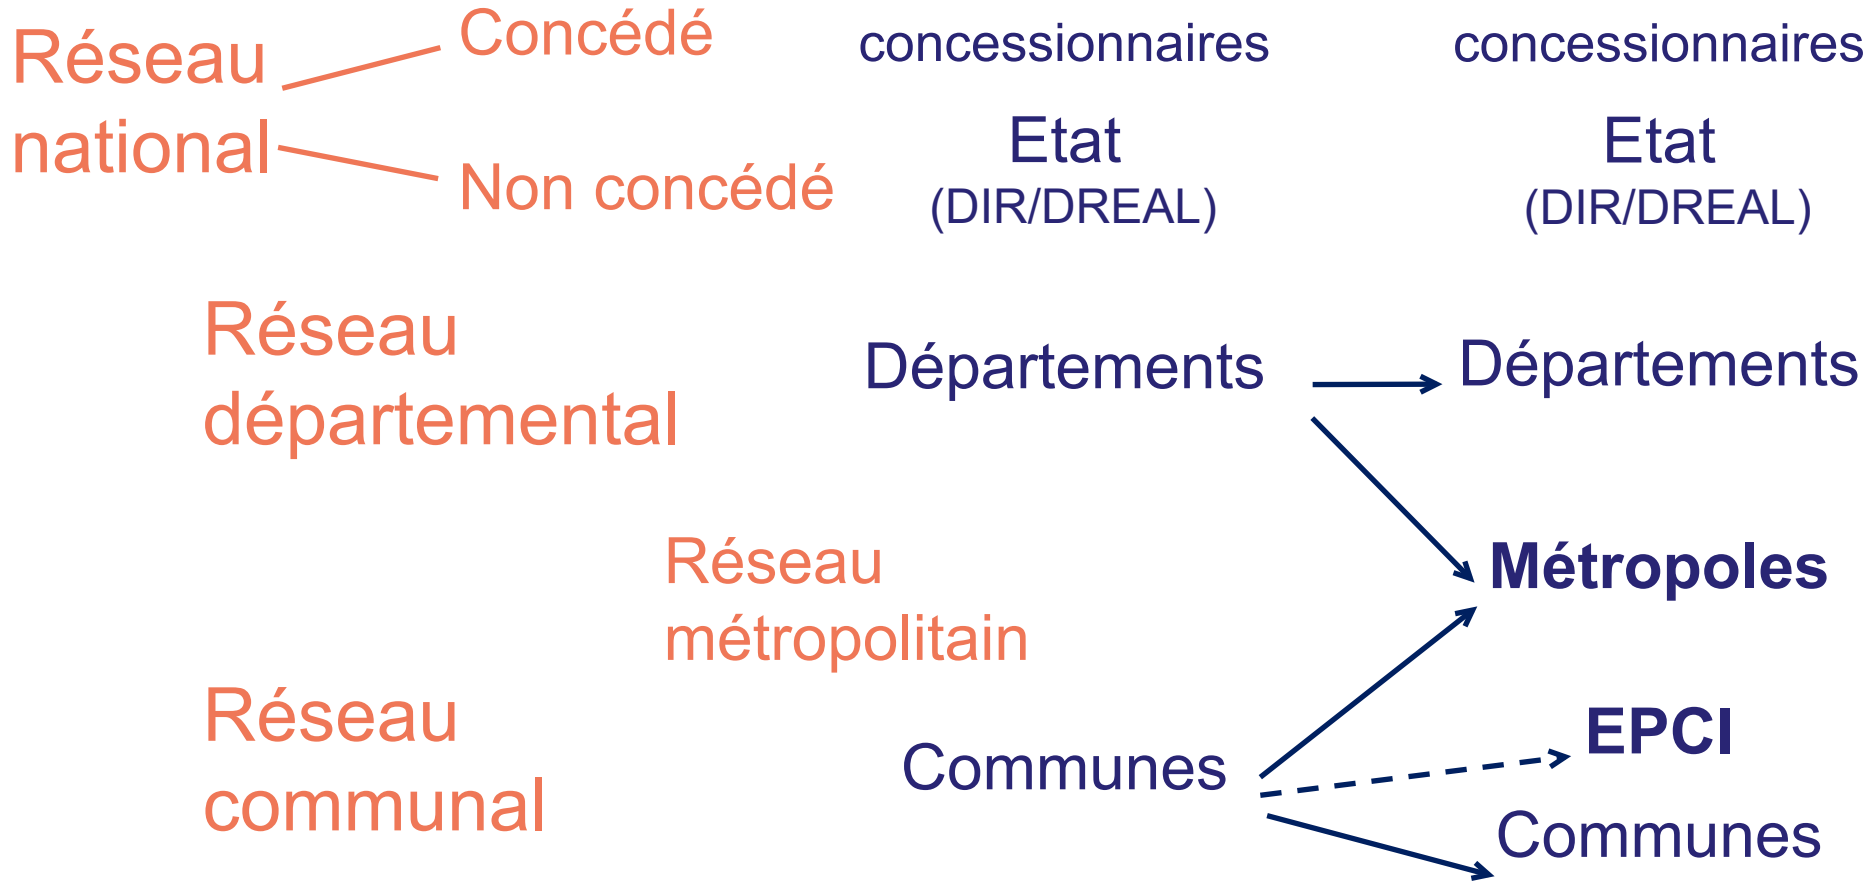 Réseau
national
Concédé
Non concédé
concessionnaires
concessionnaires
Etat
(DIR/DREAL)
Etat
(DIR/DREAL)
Réseau
départemental
Départements
Départements
Réseau
métropolitain
Métropoles
Réseau
communal
Communes
EPCI
Communes